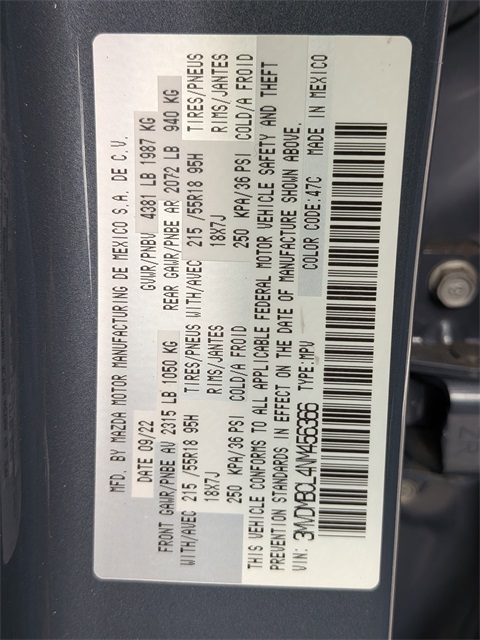 MFD. BY MAZDA MOTOR MANUFACTURING DE MEXICO S.A. DE C.V.
DATE 09/22 GVWR/PNBV 4381 LB 1987 KG
FRONT GAWR/PNBE AV 2315 LB 1050 KG REAR GAWR/PNBE AR 2072 LB 940 KG
WITH/AVEC 215 /55R18 95H TIRES/PNEUS WITH/AVEC 215 /55R18 95H TIRES/PNEUS
18X7J RIMS/JANTES 18X7J RIMS/JANTES
250 KPA/36 PSI COLD/A FROID 250 KPA/36 PSI COLD/A FROID
THIS VEHICLE CONFORMS TO ALL APPLICABLE FEDERAL MOTOR VEHICLE SAFETY AND THEFT
PREVENTION STANDARDS IN EFFECT ON THE DATE OF MANUFACTURE SHOWN ABOVE.
VIN: 3MVDMBCL4NM456366 TYPE:MPV COLOR CODE:47C MADE IN MEXICO